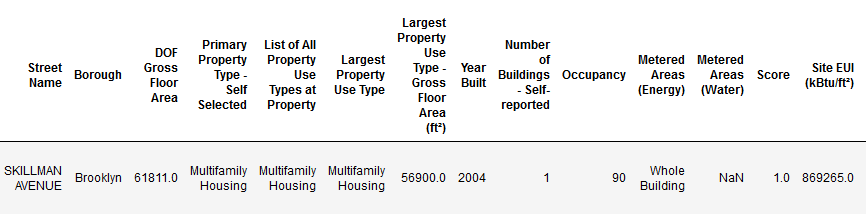 Street Name
Borough
DOF Gross Floor Area
Primary Property Type - Self Selected
List of All Property Use Types at Property
Largest Property Use Type
Largest Property Use Type - Gross Floor Area (ft²)
Year Built
Number of Buildings - Self-reported
Occupancy
Metered Areas (Energy)
Metered Areas (Water)
Score
Site EUI (kBtu/ft²)
SKILLMAN AVENUE
Brooklyn
61811.0
Multifamily Housing
Multifamily Housing
Multifamily Housing
56900.0
2004
1
90
Whole Building
NaN
1.0
869265.0